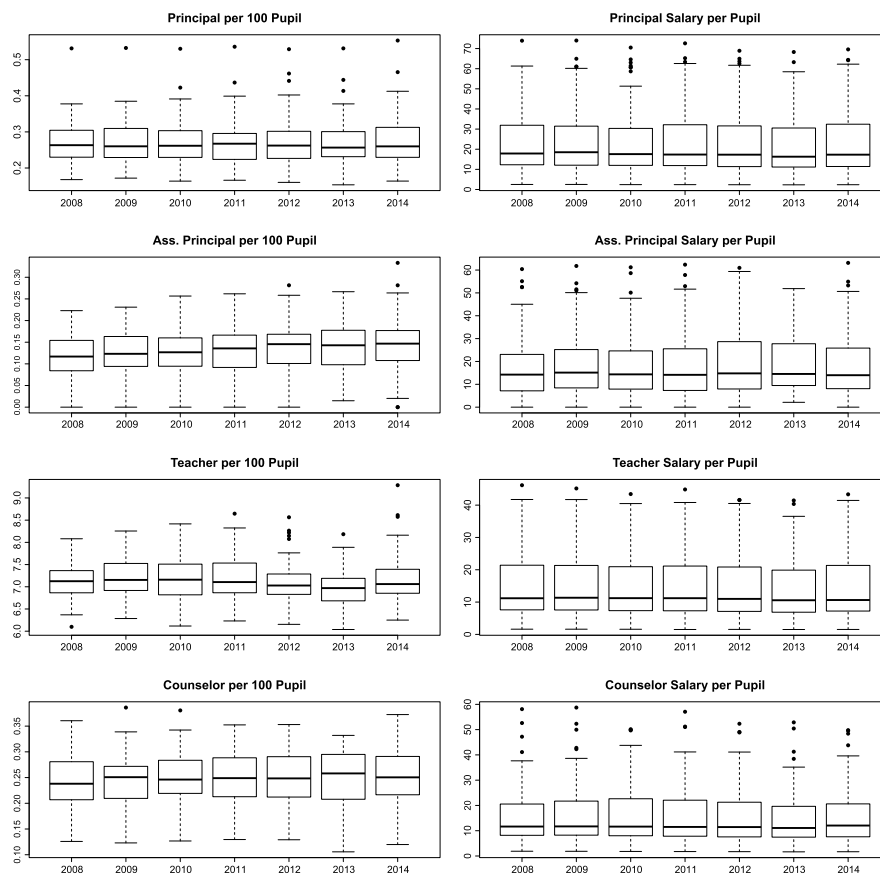 Principal per 100 Pupil
0.2 0.3 0.4 0.5
2008 2009 2010 2011 2012 2013 2014
Principal Salary per Pupil
0 10 20 30 40 50 60 70
2008 2009 2010 2011 2012 2013 2014
Ass. Principal per 100 Pupil
0.00 0.05 0.10 0.15 0.20 0.25 0.30
2008 2009 2010 2011 2012 2013 2014
Ass. Principal Salary per Pupil
0 10 20 30 40 50 60
2008 2009 2010 2011 2012 2013 2014
Teacher per 100 Pupil
6.0 6.5 7.0 7.5 8.0 8.5 9.0
2008 2009 2010 2011 2012 2013 2014
Teacher Salary per Pupil
0 10 20 30 40
2008 2009 2010 2011 2012 2013 2014
Counselor per 100 Pupil
0.10 0.15 0.20 0.25 0.30 0.35
2008 2009 2010 2011 2012 2013 2014
Counselor Salary per Pupil
0 10 20 30 40 50 60
2008 2009 2010 2011 2012 2013 2014